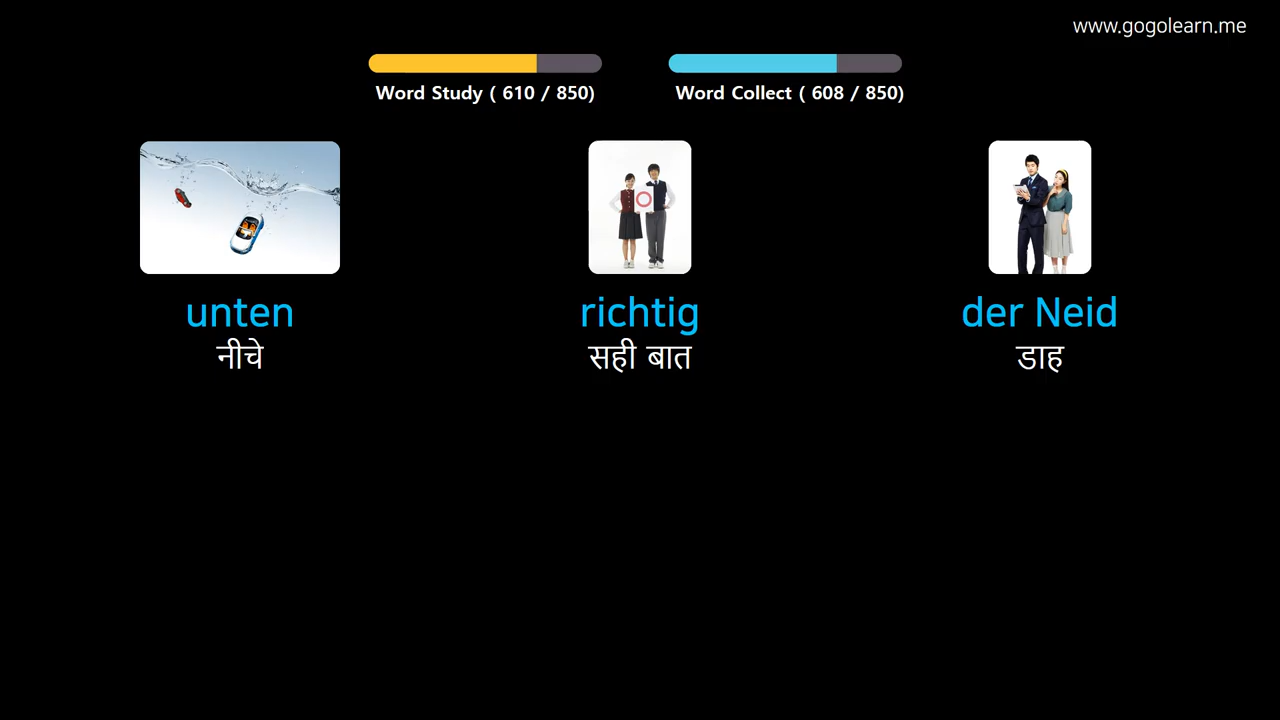 www.gogolearn.me
Word Study ( 610 / 850)
Word Collect ( 608 / 850)
unten
नीचे
richtig
सही बात
der Neid
डाह